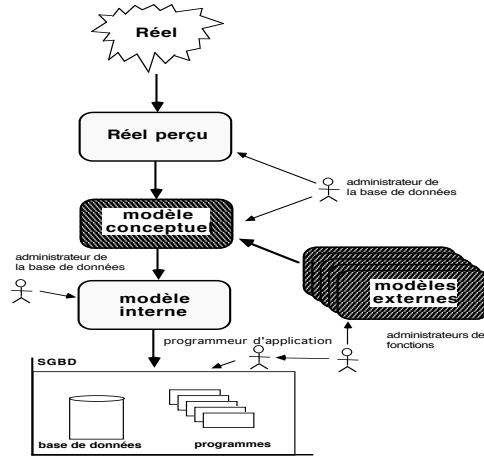 Réel
Réel perçu
administrateur de
la base de données
modèle
conceptuel
administrateur de
la base de données
modèles
externes
modèle
interne
programmeur d'application
administrateurs de
fonctions
SGBD
base de données
programmes